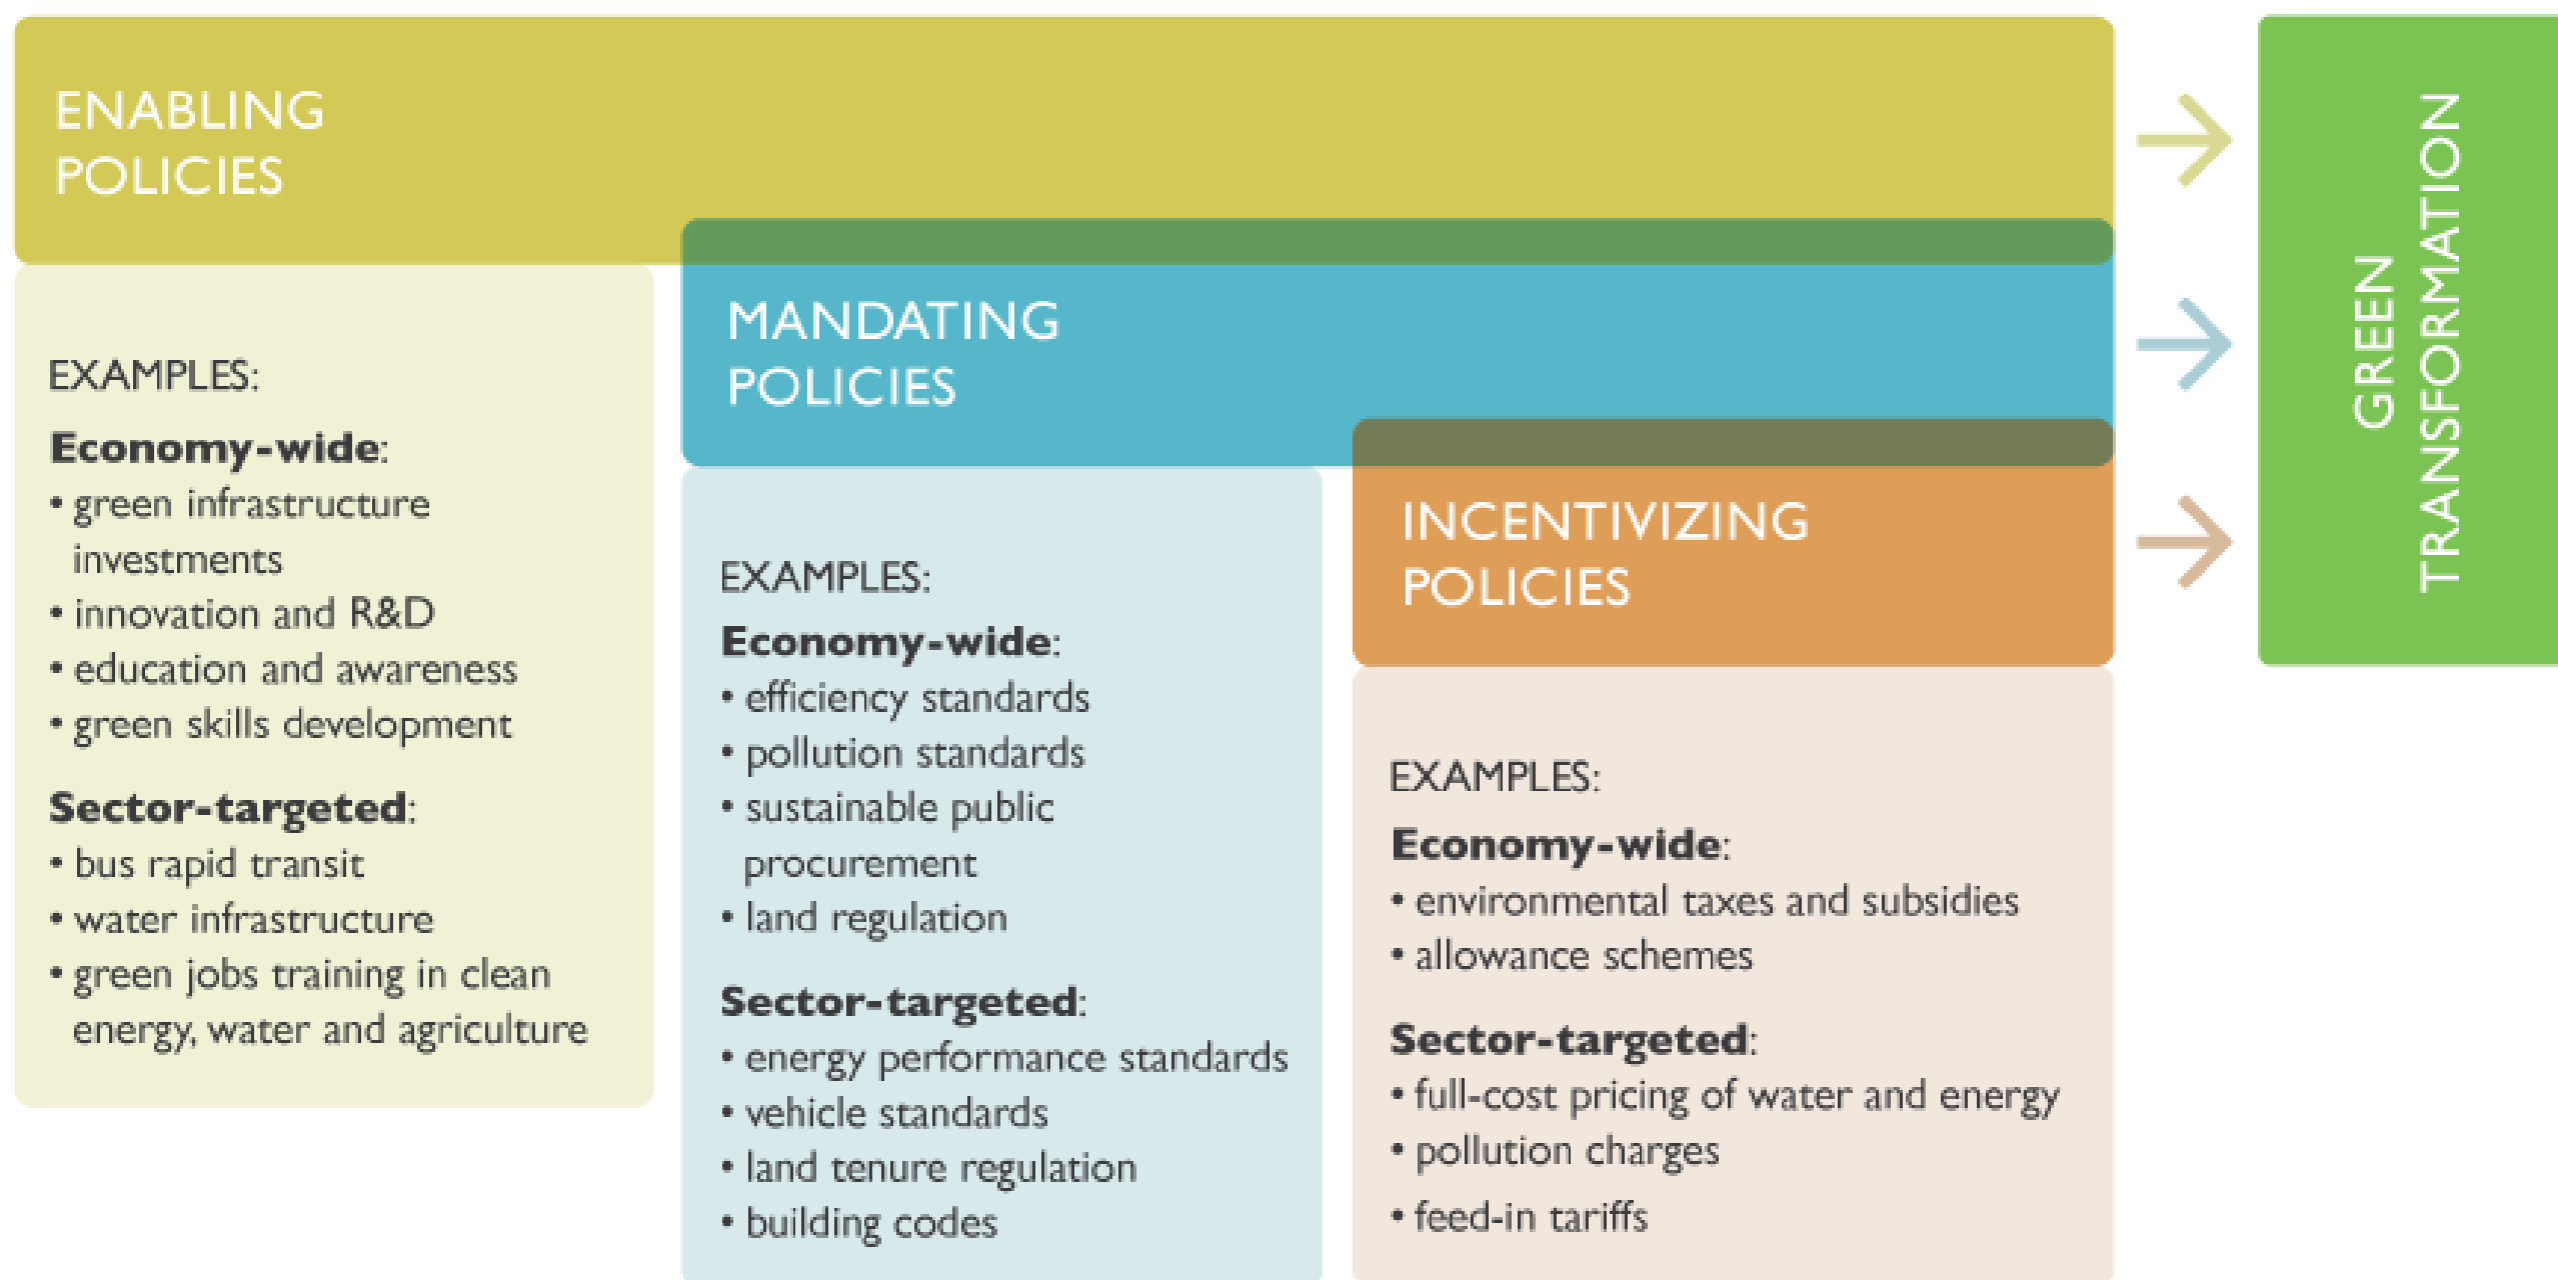 ENABLING
POLICIES
EXAMPLES:
Economy-wide:
• green infrastructure
investments
• innovation and R&D
• education and awareness
• green skills development
Sector-targeted:
• bus rapid transit
• water infrastructure
• green jobs training in clean
energy, water and agriculture
MANDATING
POLICIES
EXAMPLES:
Economy-wide:
• efficiency standards
• pollution standards
• sustainable public
procurement
• land regulation
Sector-targeted:
• energy performance standards
• vehicle standards
• land tenure regulation
• building codes
INCENTIVIZING
POLICIES
EXAMPLES:
Economy-wide:
• environmental taxes and subsidies
• allowance schemes
Sector-targeted:
• full-cost pricing of water and energy
• pollution charges
• feed-in tariffs
GREEN
TRANSFORMATION